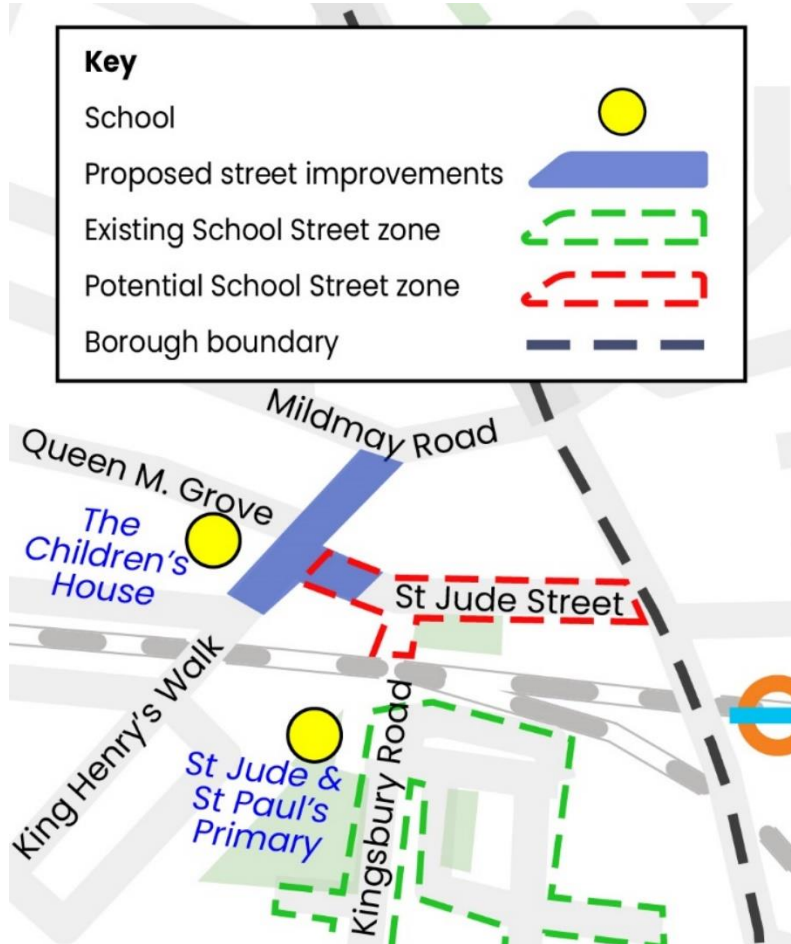 Key
School
Proposed street improvements
Existing School Street zone
Potential School Street zone
Borough boundary
Mildmay Road
Queen M. Grove
The
Children's
House
St Jude Street
King Henry's Walk
Kingsbury Road
St Jude &
St Paul's
Primary